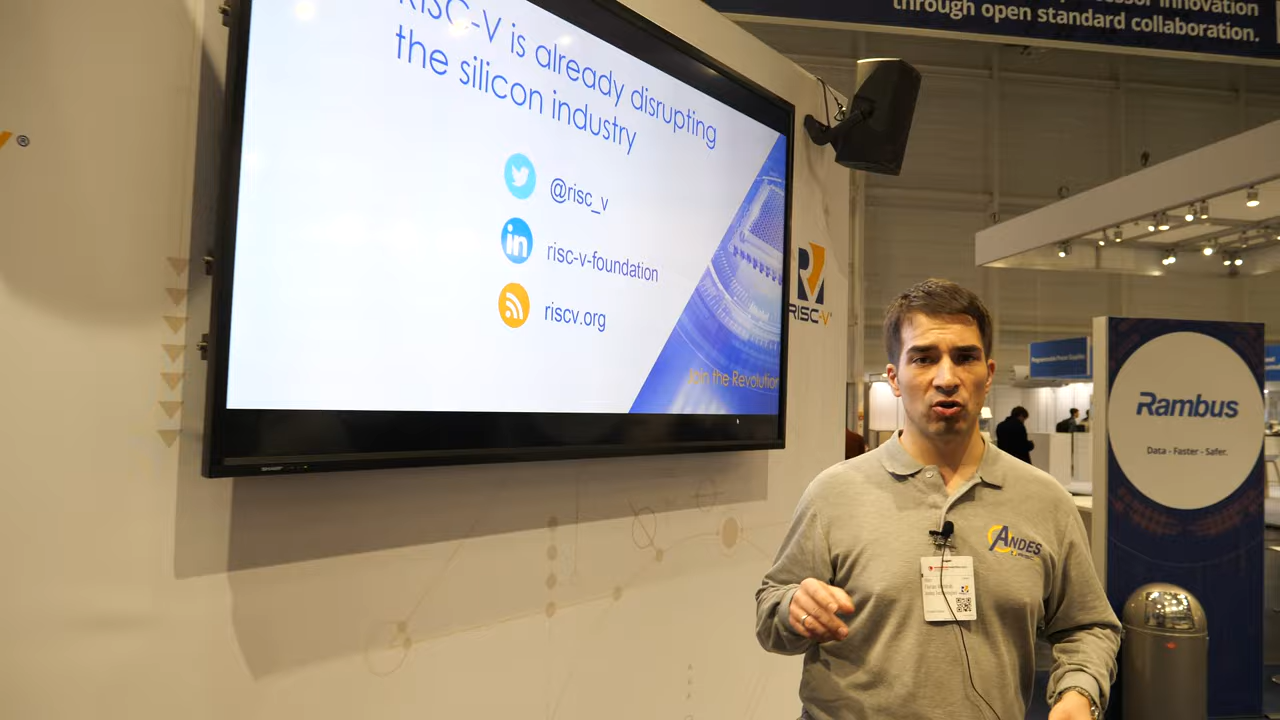 through open standard collaboration.
RISC-V is already disrupting
the silicon industry
@risc_v
in
risc-v-foundation
riscv.org
Join the Revolution
RISC-V®
Rambus
Data - Faster - Safer.
ANDES